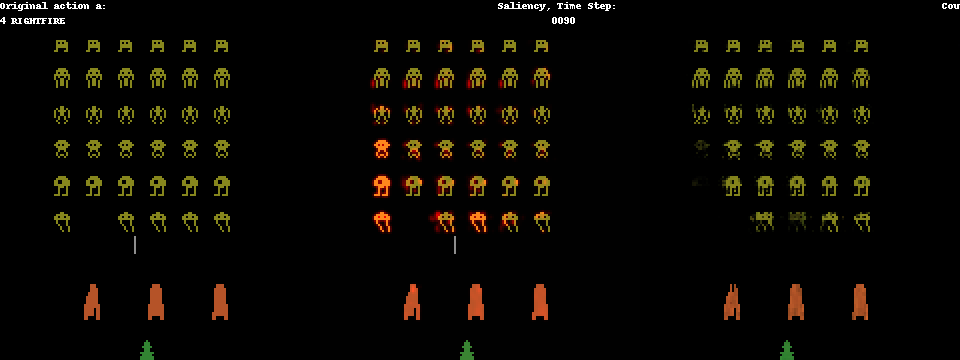 Original action a:
4 RIGHTFIRE
Saliency, Time Step:
0090
Cou